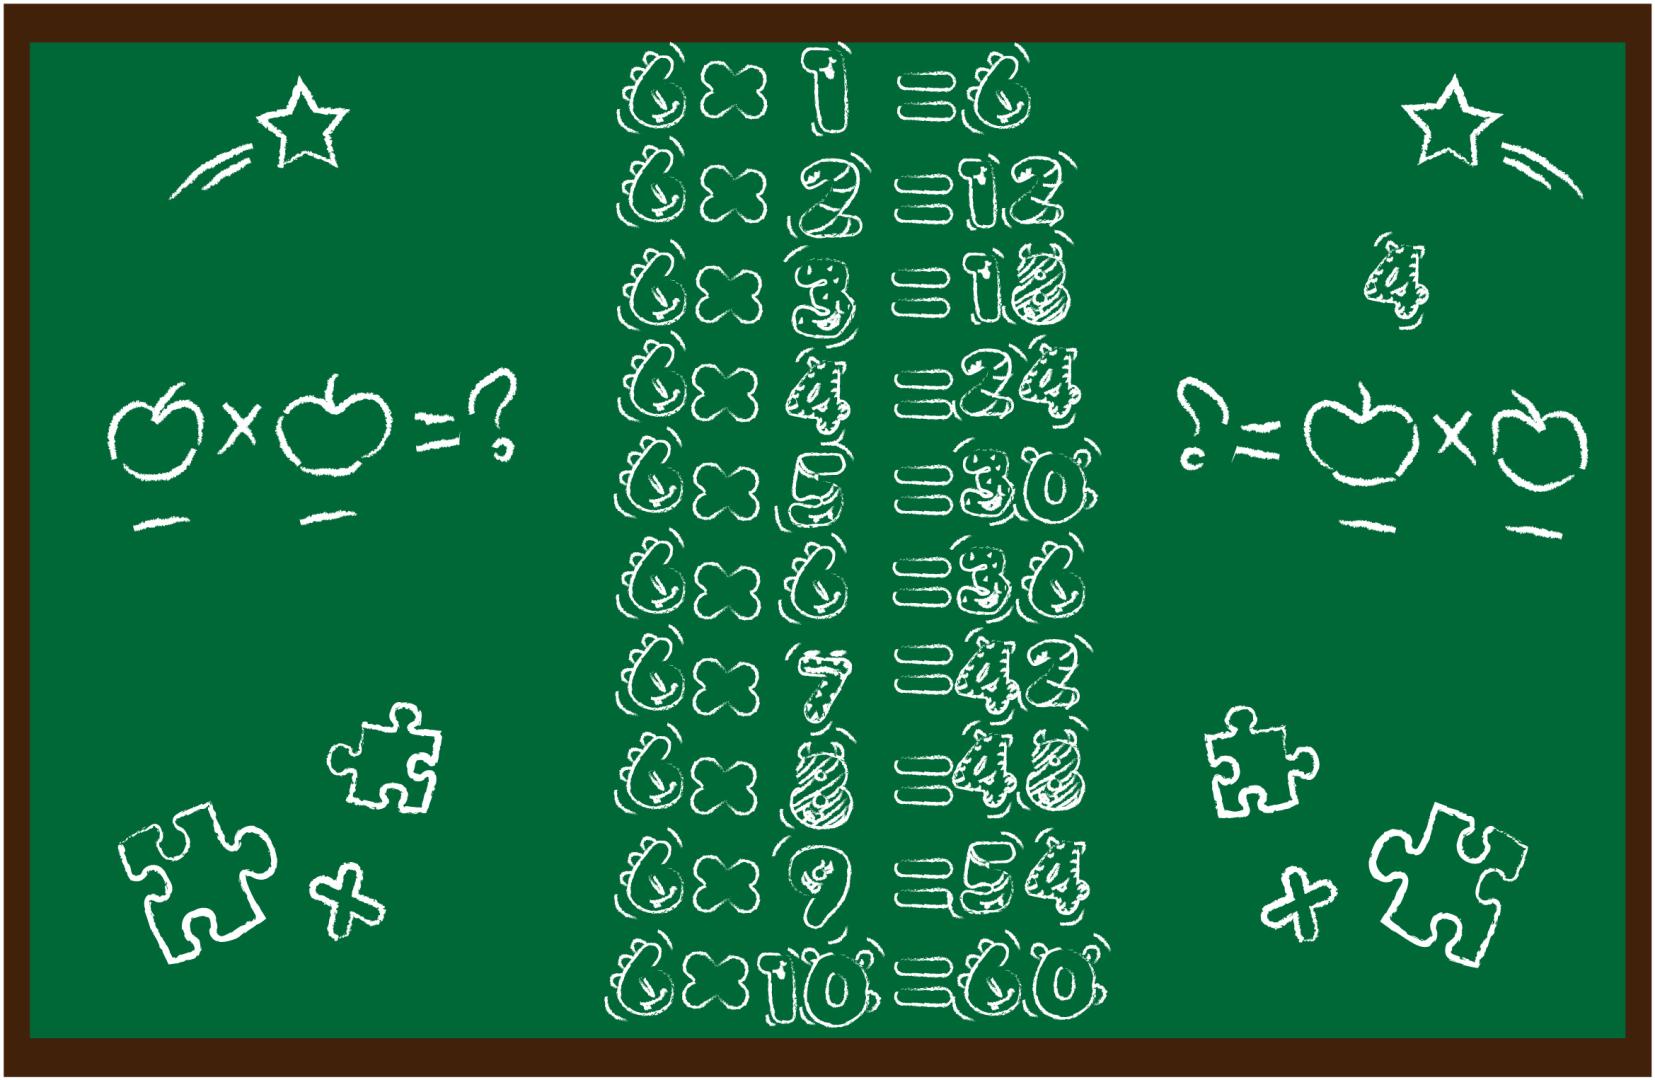 6 × 1 = 6
6 × 2 = 12
6 × 3 = 18
4
6 × 4 = 24
× = ?
? = ×
6 × 5 = 30
6 × 6 = 36
6 × 7 = 42
6 × 8 = 48
6 × 9 = 54
×
×
6 × 10 = 60